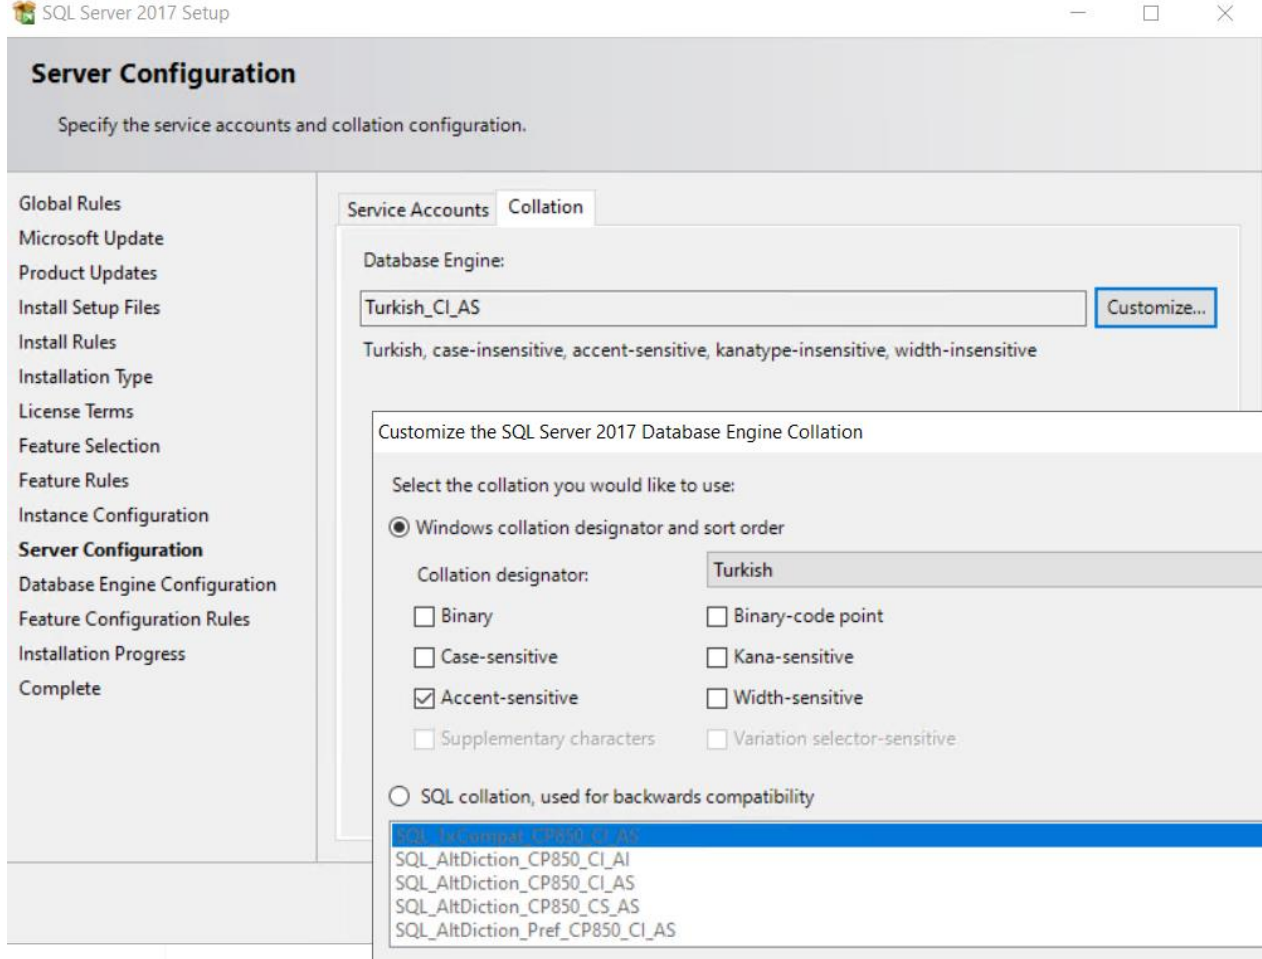 SQL Server 2017 Setup
Server Configuration
Specify the service accounts and collation configuration.
Global Rules
Microsoft Update
Product Updates
Install Setup Files
Install Rules
Installation Type
License Terms
Feature Selection
Feature Rules
Instance Configuration
Server Configuration
Database Engine Configuration
Feature Configuration Rules
Installation Progress
Complete
Service Accounts Collation
Database Engine:
Turkish_CI_AS Customize...
Turkish, case-insensitive, accent-sensitive, kanatype-insensitive, width-insensitive
Customize the SQL Server 2017 Database Engine Collation
Select the collation you would like to use:
Windows collation designator and sort order
Collation designator: Turkish
Binary Binary-code point
Case-sensitive Kana-sensitive
Accent-sensitive Width-sensitive
Supplementary characters Variation selector-sensitive
SQL collation, used for backwards compatibility
SQL_1xCompat_CP850_CI_AS
SQL_AltDiction_CP850_CI_AI
SQL_AltDiction_CP850_CI_AS
SQL_AltDiction_CP850_CS_AS
SQL_AltDiction_Pref_CP850_CI_AS